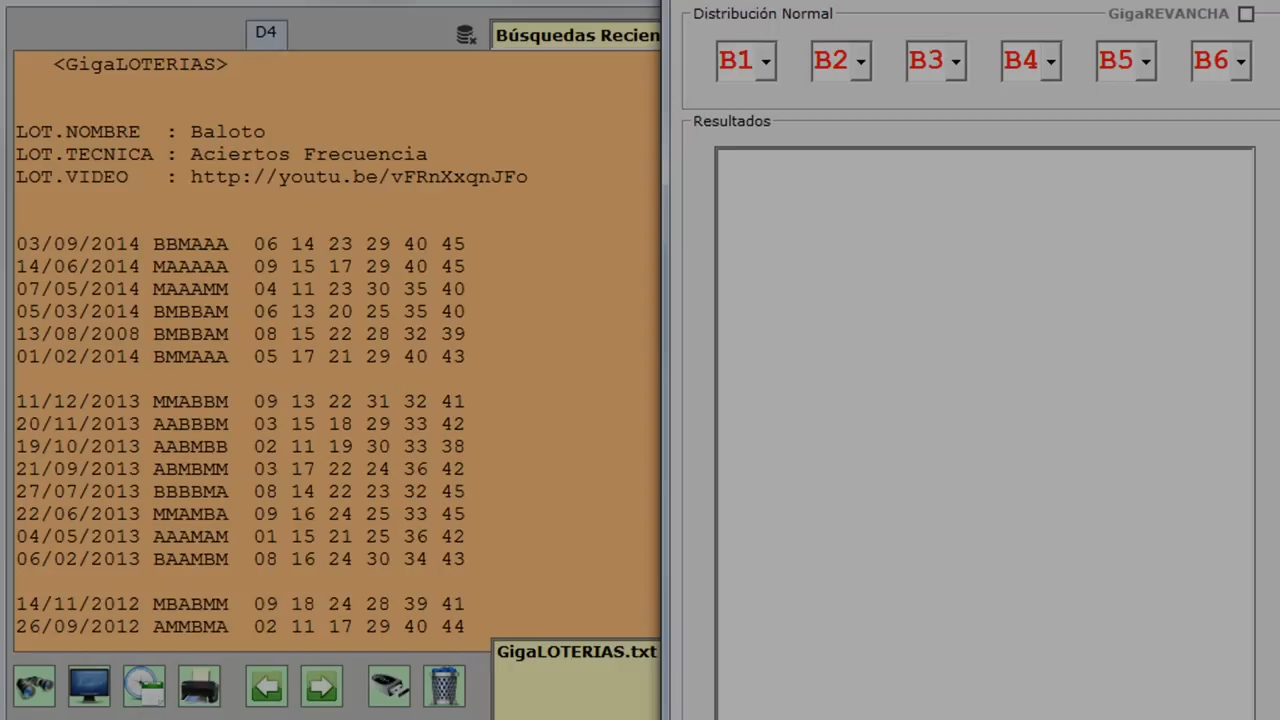 D4
Búsquedas Recien
<GigaLOTERIAS>
LOT.NOMBRE : Baloto
LOT.TECNICA : Aciertos Frecuencia
LOT.VIDEO : http://youtu.be/vFRnXxqnJFo
03/09/2014 BBMAAA 06 14 23 29 40 45
14/06/2014 MAAAAA 09 15 17 29 40 45
07/05/2014 MAAAMM 04 11 23 30 35 40
05/03/2014 BMBBAM 06 13 20 25 35 40
13/08/2008 BMBBAM 08 15 22 28 32 39
01/02/2014 BMMAAA 05 17 21 29 40 43
11/12/2013 MMABBM 09 13 22 31 32 41
20/11/2013 AABBBM 03 15 18 29 33 42
19/10/2013 AABMBB 02 11 19 30 33 38
21/09/2013 ABMBMM 03 17 22 24 36 42
27/07/2013 BBBBMA 08 14 22 23 32 45
22/06/2013 MMAMBA 09 16 24 25 33 45
04/05/2013 AAAMAM 01 15 21 25 36 42
06/02/2013 BAAMBM 08 16 24 30 34 43
14/11/2012 MBABMM 09 18 24 28 39 41
26/09/2012 AMMBMA 02 11 17 29 40 44
GigaLOTERIAS.txt
Distribución Normal
GigaREVANCHA
B1 B2 B3 B4 B5 B6
Resultados